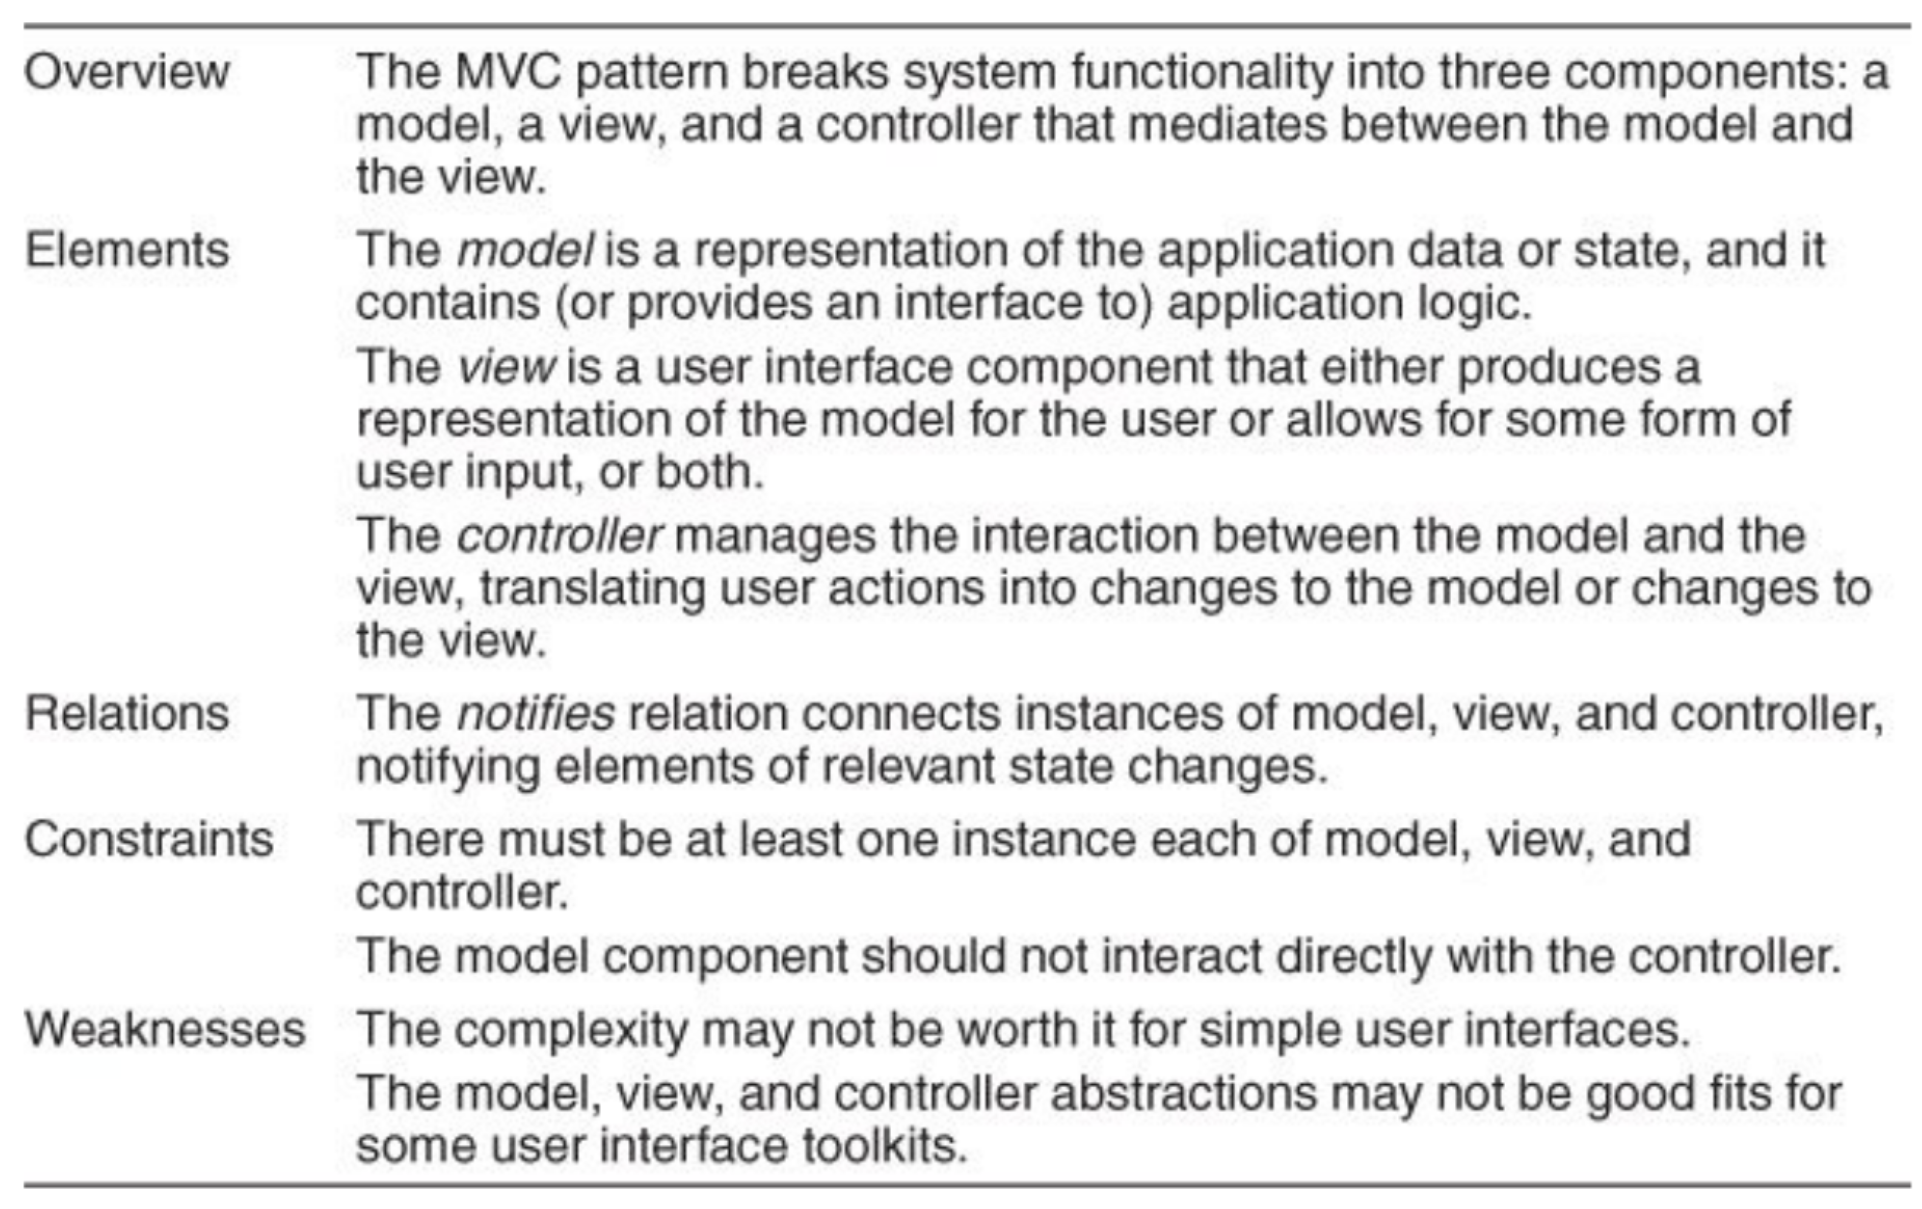 Overview The MVC pattern breaks system functionality into three components: a
model, a view, and a controller that mediates between the model and
the view.
Elements The model is a representation of the application data or state, and it
contains (or provides an interface to) application logic.
The view is a user interface component that either produces a
representation of the model for the user or allows for some form of
user input, or both.
The controller manages the interaction between the model and the
view, translating user actions into changes to the model or changes to
the view.
Relations The notifies relation connects instances of model, view, and controller,
notifying elements of relevant state changes.
Constraints There must be at least one instance each of model, view, and
controller.
The model component should not interact directly with the controller.
Weaknesses The complexity may not be worth it for simple user interfaces.
The model, view, and controller abstractions may not be good fits for
some user interface toolkits.